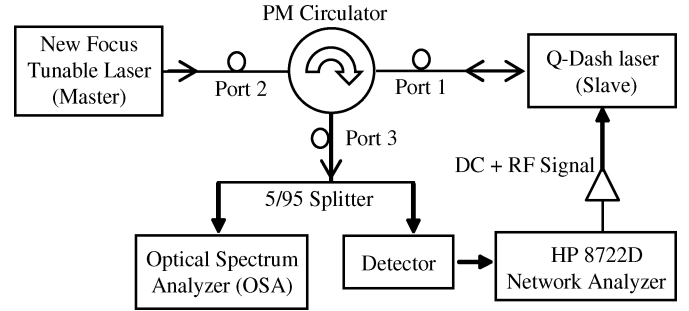 PM Circulator
New Focus
Tunable Laser
(Master)
Port 2
Port 1
Q-Dash laser
(Slave)
Port 3
DC + RF Signal
5/95 Splitter
Optical Spectrum
Analyzer (OSA)
Detector
HP 8722D
Network Analyzer